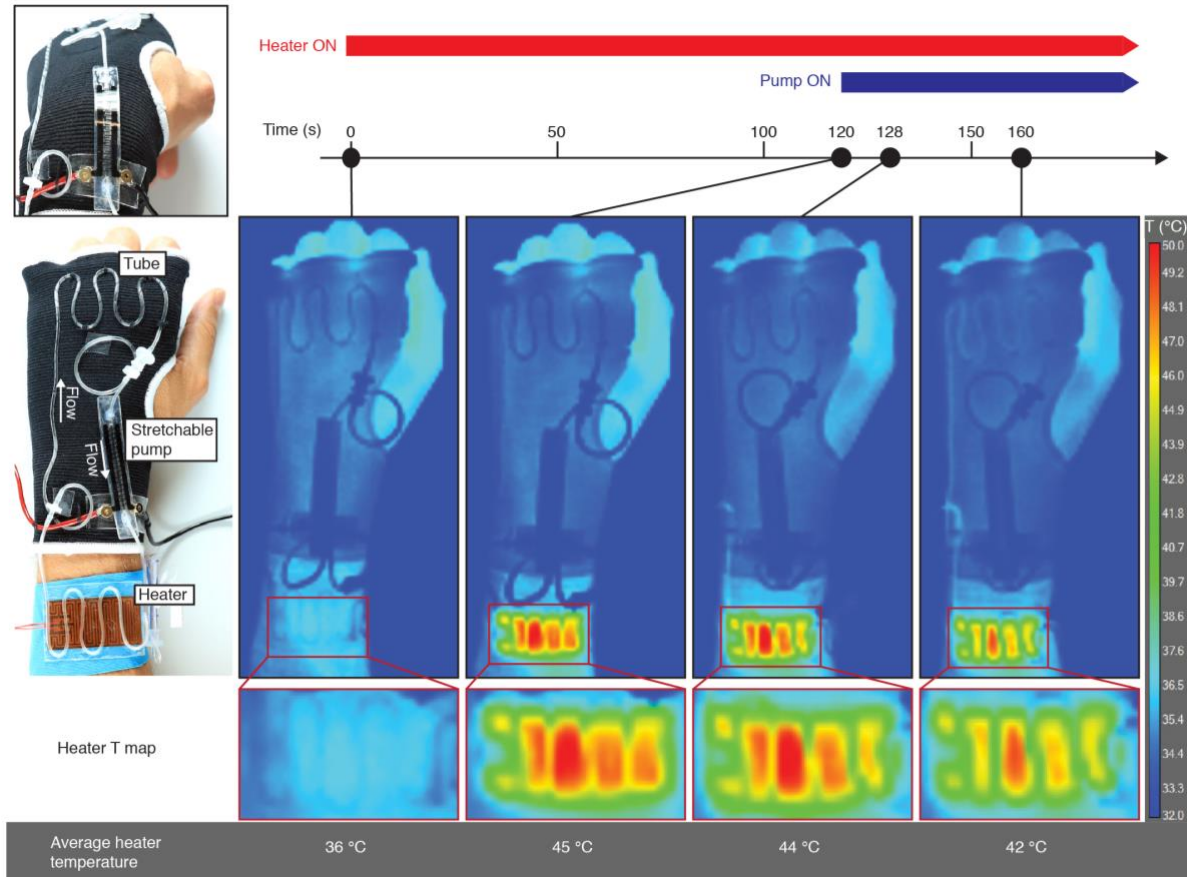 Heater ON
Pump ON
Time (s)
0
50
100
120
128
150
160
Tube
Flow
Stretchable
pump
Flow
Heater
T (°C)
50.0
49.2
48.1
47.0
46.0
44.9
43.9
42.8
41.8
40.7
39.7
38.6
37.6
36.5
35.4
34.4
33.3
32.0
Heater T map
Average heater
temperature
36 °C
45 °C
44 °C
42 °C